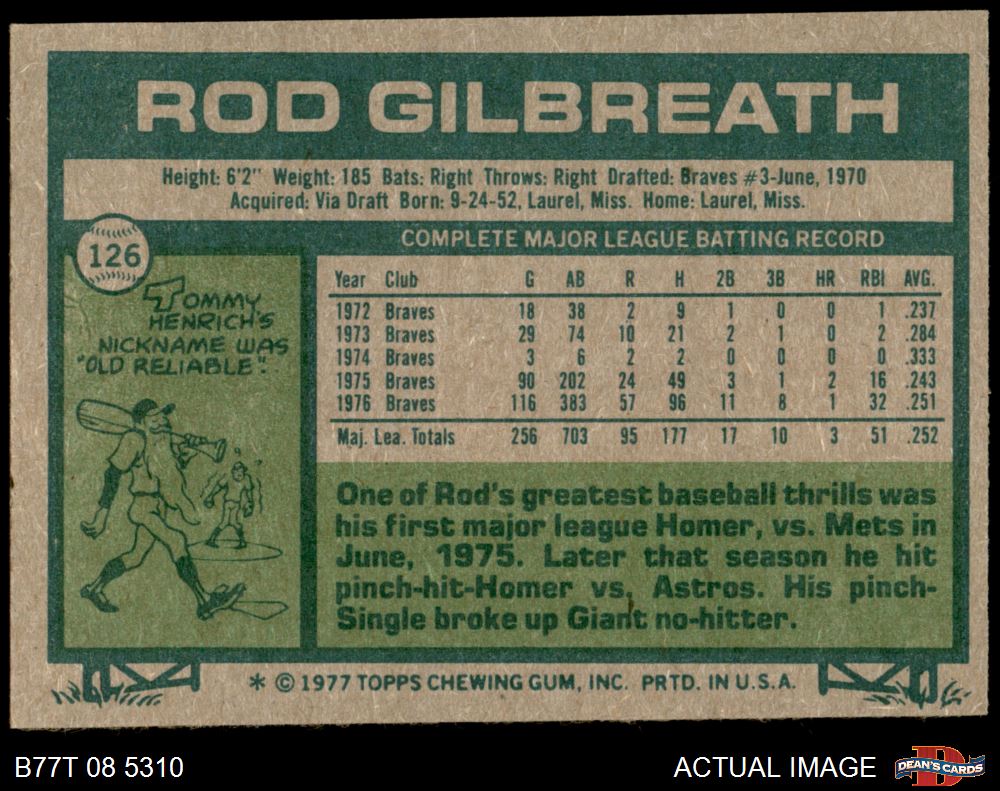 ROD GILBREATH
Height: 6'2" Weight: 185 Bats: Right Throws: Right Drafted: Braves #3-June, 1970
Acquired: Via Draft Born: 9-24-52, Laurel, Miss. Home: Laurel, Miss.
126
TOMMY
HENRICH'S
NICKNAME WAS
"OLD RELIABLE".
COMPLETE MAJOR LEAGUE BATTING RECORD
Year Club G AB R H 2B 3B HR RBI AVG.
1972 Braves 18 38 2 9 1 0 0 1 .237
1973 Braves 29 74 10 21 2 1 0 2 .284
1974 Braves 3 6 2 2 0 0 0 0 .333
1975 Braves 90 202 24 49 3 1 2 16 .243
1976 Braves 116 383 57 96 11 8 1 32 .251
Maj. Lea. Totals 256 703 95 177 17 10 3 51 .252
One of Rod's greatest baseball thrills was
his first major league Homer, vs. Mets in
June, 1975. Later that season he hit
pinch-hit-Homer vs. Astros. His pinch-
Single broke up Giant no-hitter.
* © 1977 TOPPS CHEWING GUM, INC. PRTD. IN U.S.A.
B77T 08 5310
ACTUAL IMAGE
DEAN'S CARDS